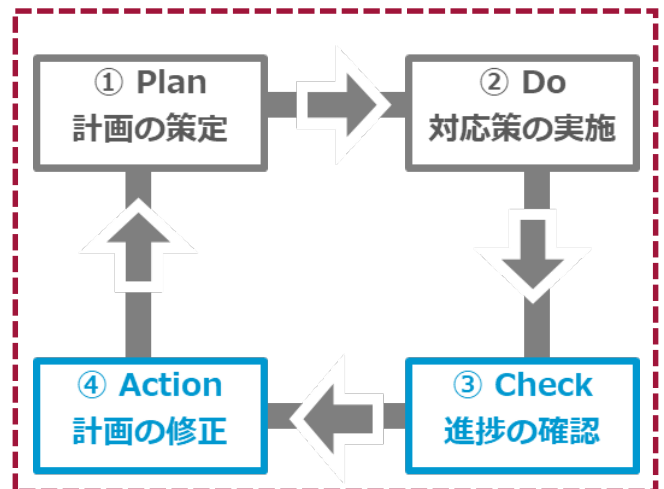 ① Plan
計画の策定
② Do
対応策の実施
④ Action
計画の修正
③ Check
進捗の確認